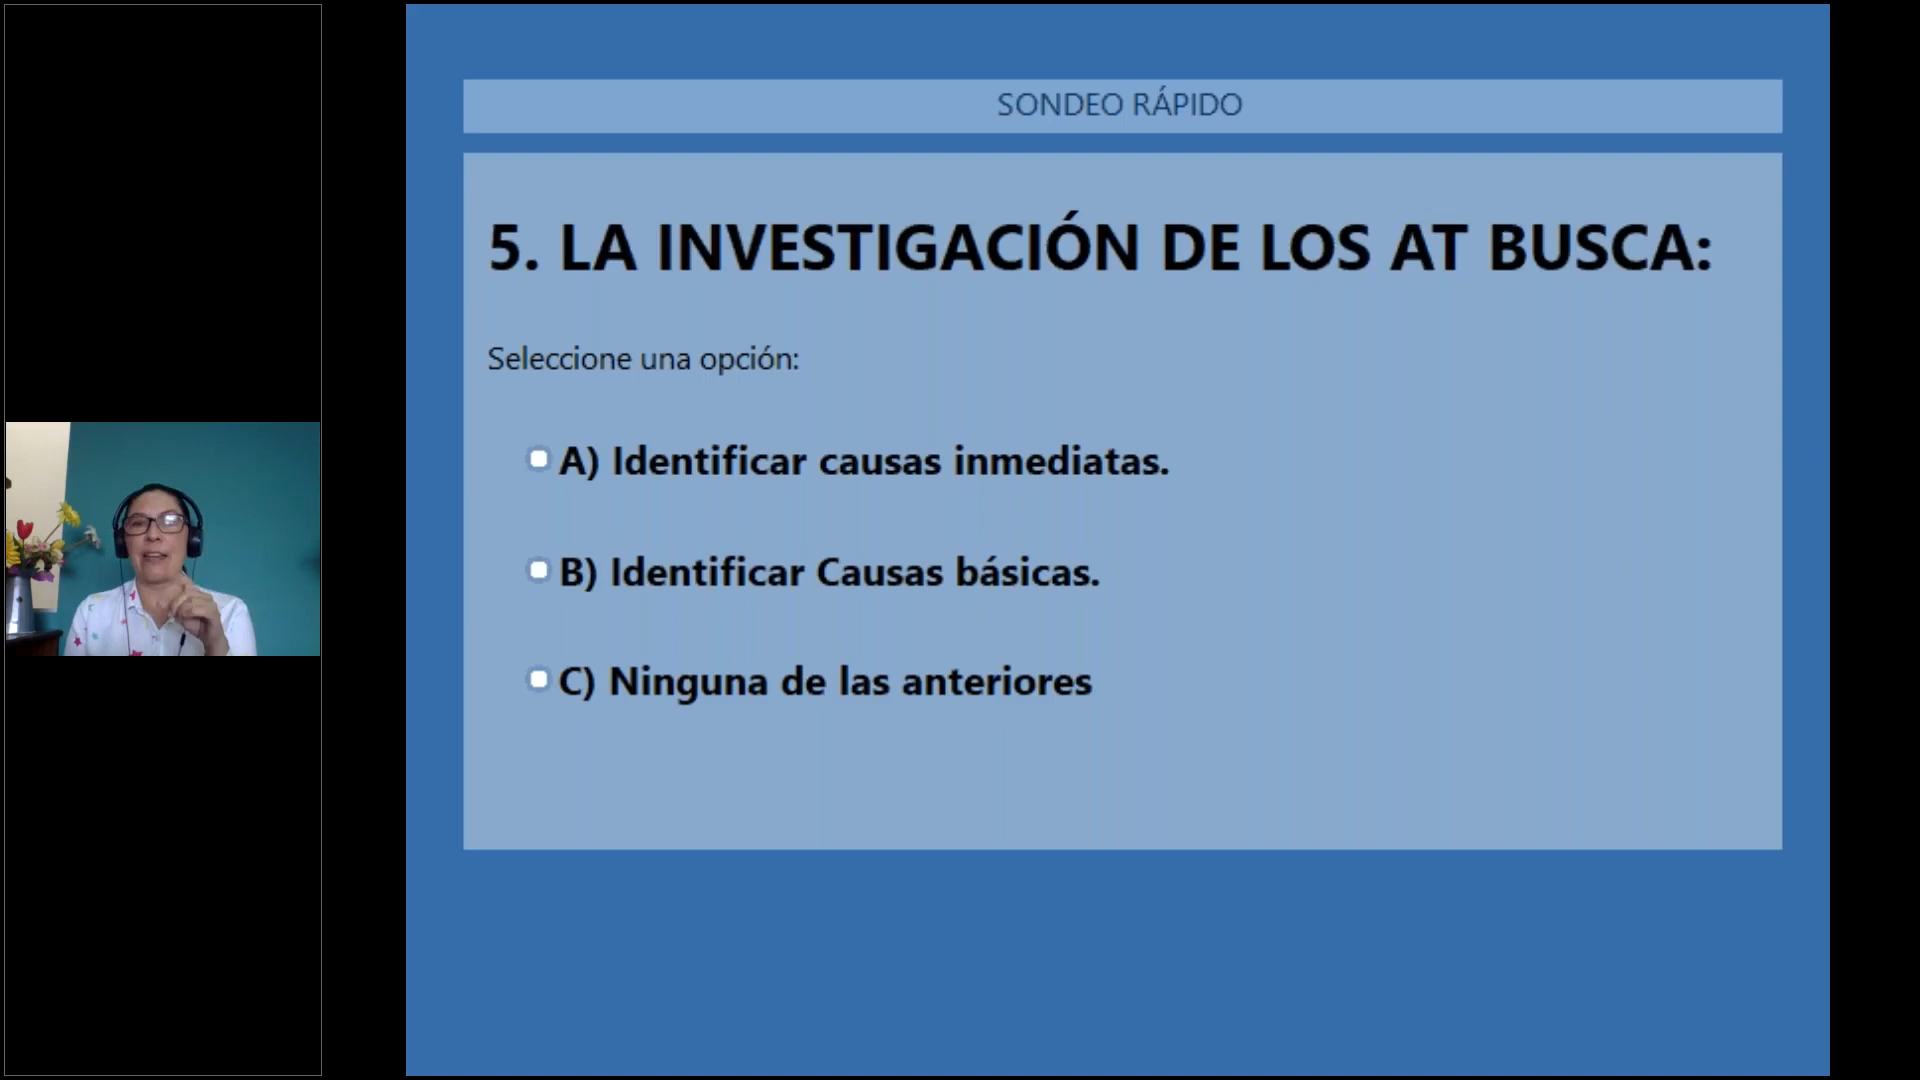 SONDEO RÁPIDO
5. LA INVESTIGACIÓN DE LOS AT BUSCA:
Seleccione una opción:
A) Identificar causas inmediatas.
B) Identificar Causas básicas.
C) Ninguna de las anteriores